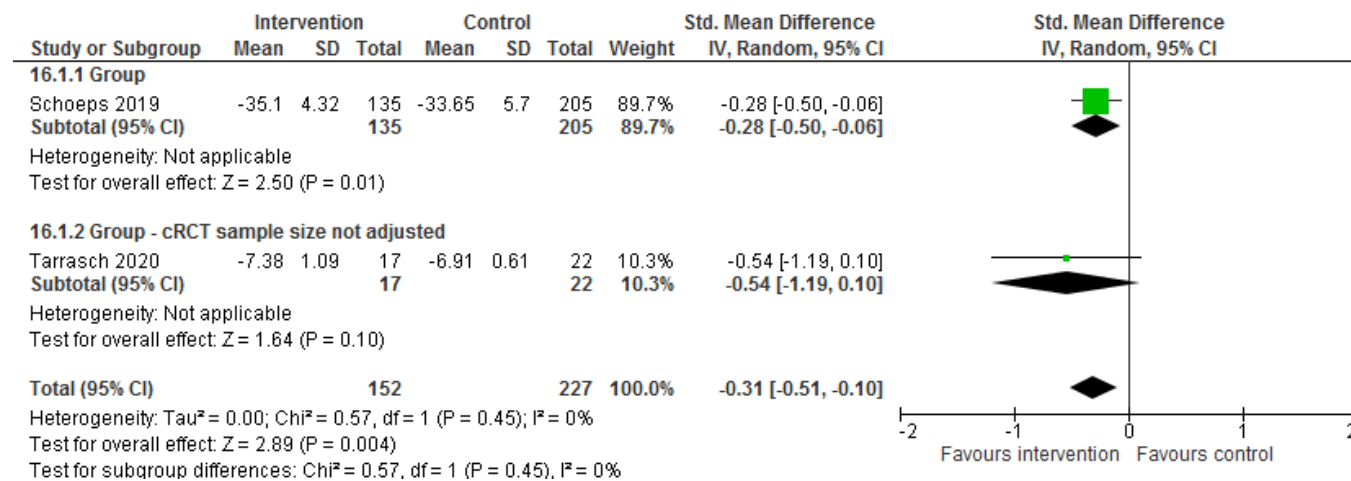 Intervention Control Std. Mean Difference Std. Mean Difference
Study or Subgroup Mean SD Total Mean SD Total Weight IV, Random, 95% CI IV, Random, 95% CI
16.1.1 Group
Schoeps 2019 -35.1 4.32 135 -33.65 5.7 205 89.7% -0.28 [-0.50, -0.06]
Subtotal (95% CI) 135 205 89.7% -0.28 [-0.50, -0.06]
Heterogeneity: Not applicable
Test for overall effect: Z = 2.50 (P = 0.01)
16.1.2 Group - cRCT sample size not adjusted
Tarrasch 2020 -7.38 1.09 17 -6.91 0.61 22 10.3% -0.54 [-1.19, 0.10]
Subtotal (95% CI) 17 22 10.3% -0.54 [-1.19, 0.10]
Heterogeneity: Not applicable
Test for overall effect: Z = 1.64 (P = 0.10)
Total (95% CI) 152 227 100.0% -0.31 [-0.51, -0.10]
Heterogeneity: Tau² = 0.00; Chi² = 0.57, df = 1 (P = 0.45); I² = 0%
Test for overall effect: Z = 2.89 (P = 0.004)
Test for subgroup differences: Chi² = 0.57, df = 1 (P = 0.45), I² = 0%
-2 -1 0 1 2
Favours intervention Favours control